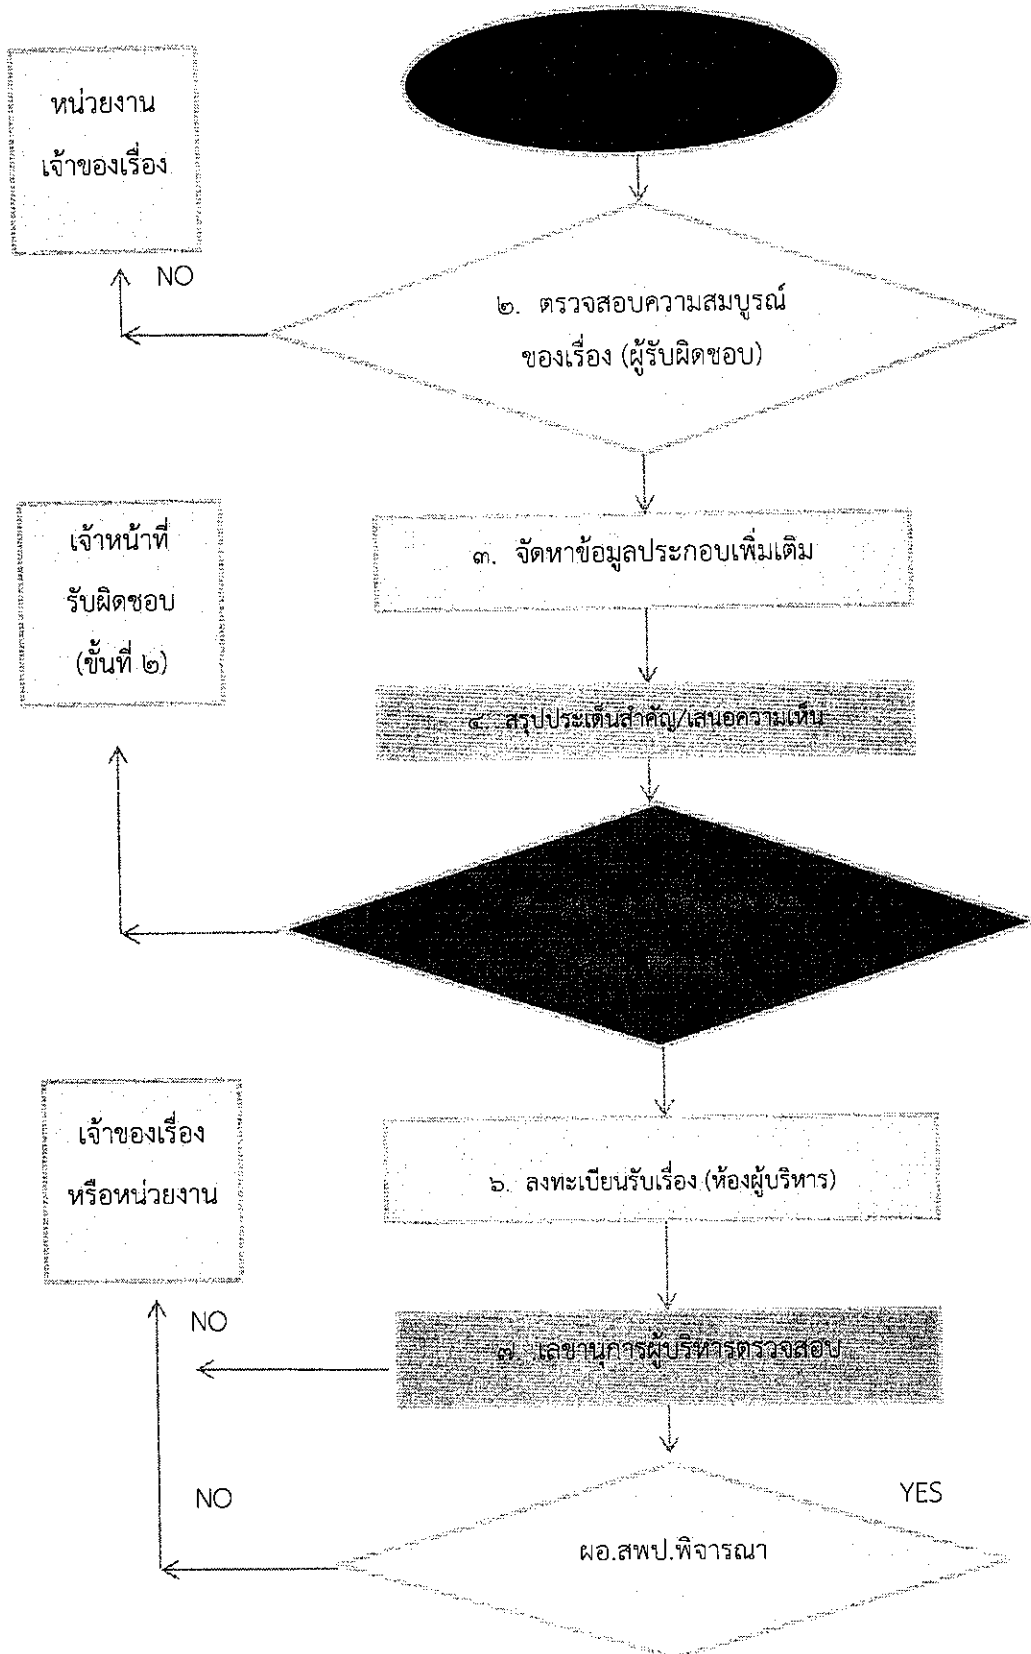 หน่วยงาน
เจ้าของเรื่อง
NO
๒. ตรวจสอบความสมบูรณ์
ของเรื่อง (ผู้รับผิดชอบ)
๓. จัดหาข้อมูลประกอบเพิ่มเติม
เจ้าหน้าที่
รับผิดชอบ
(ขั้นที่ ๒)
๔. สรุปประเด็นสำคัญ/เสนอความเห็น
เจ้าของเรื่อง
หรือหน่วยงาน
๖. ลงทะเบียนรับเรื่อง (ห้องผู้บริหาร)
NO
๗. เลขานุการผู้บริหารตรวจสอบ
NO
YES
ผอ.สพป.พิจารณา